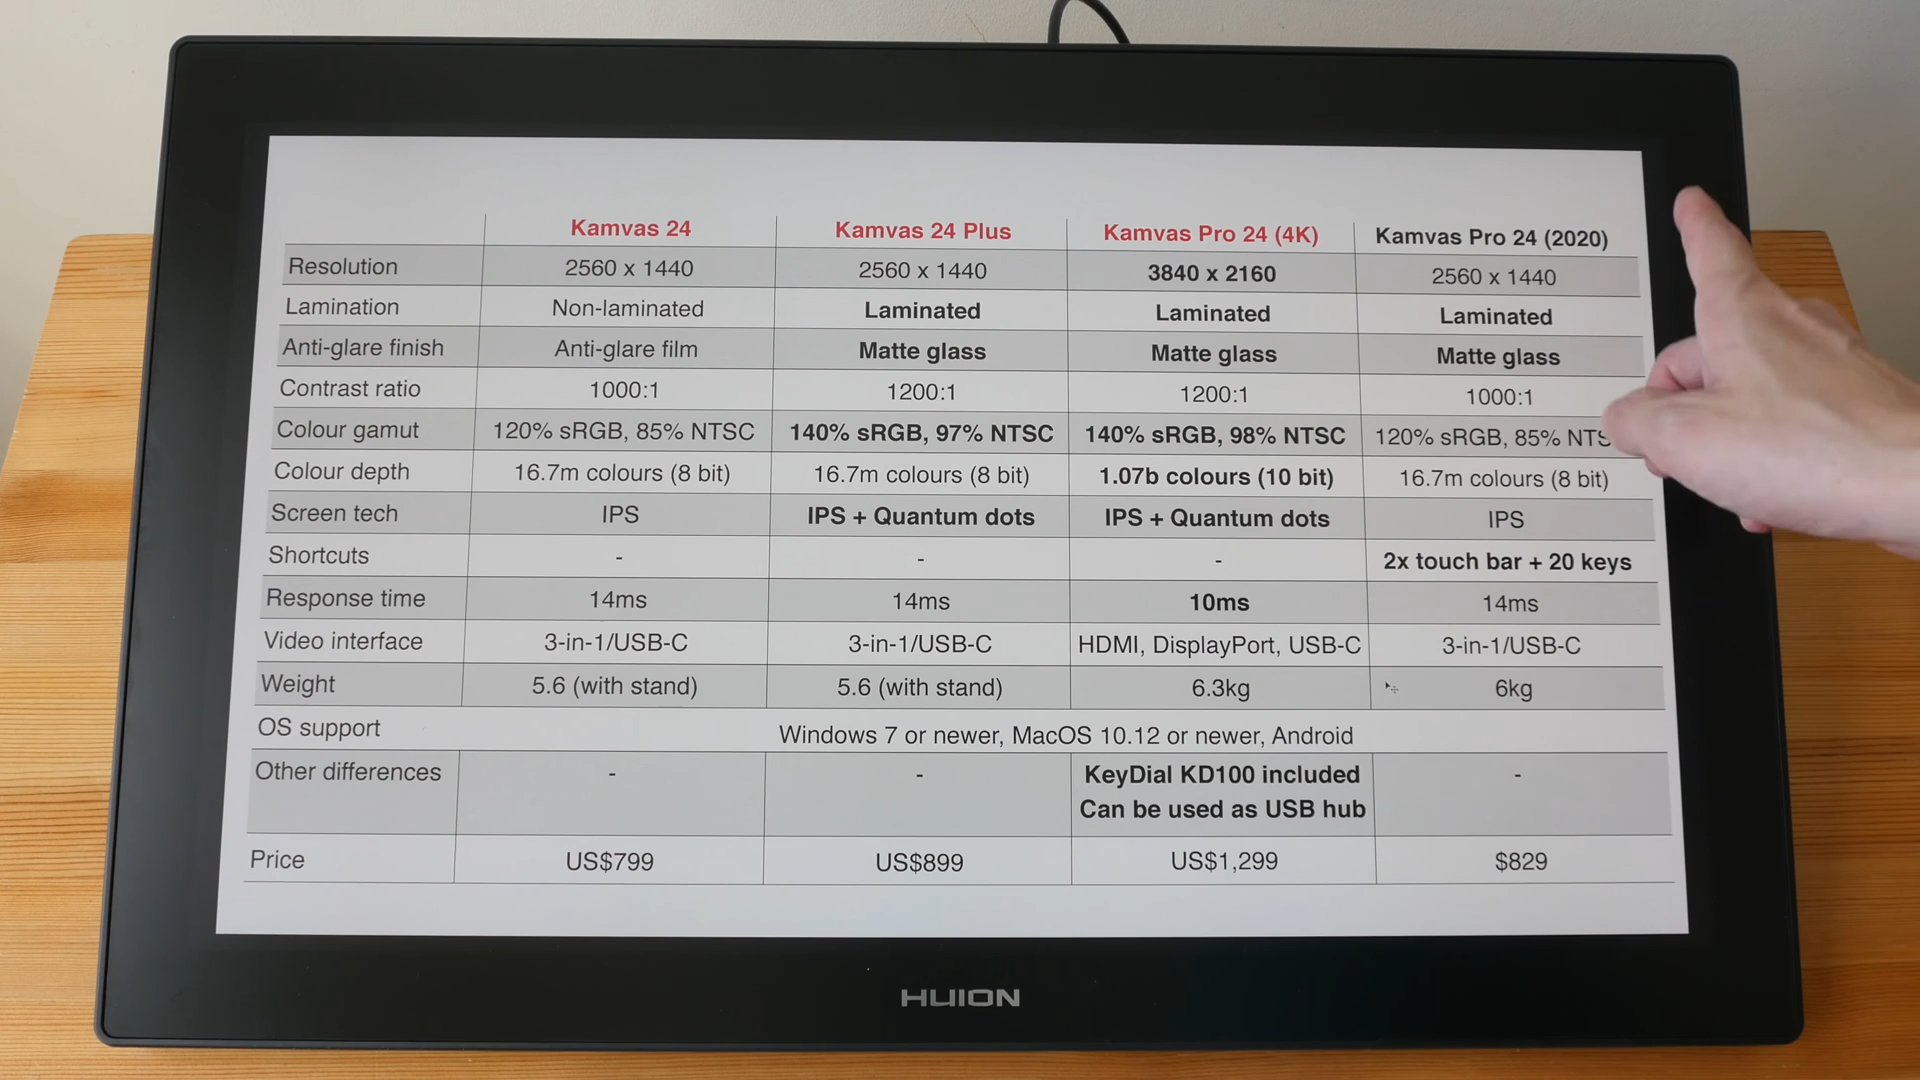 Kamvas 24 Kamvas 24 Plus Kamvas Pro 24 (4K) Kamvas Pro 24 (2020)
Resolution 2560 x 1440 2560 x 1440 3840 x 2160 2560 x 1440
Lamination Non-laminated Laminated Laminated Laminated
Anti-glare finish Anti-glare film Matte glass Matte glass Matte glass
Contrast ratio 1000:1 1200:1 1200:1 1000:1
Colour gamut 120% sRGB, 85% NTSC 140% sRGB, 97% NTSC 140% sRGB, 98% NTSC 120% sRGB, 85%
Colour depth 16.7m colours (8 bit) 16.7m colours (8 bit) 1.07b colours (10 bit) 16.7m colours (8 bit)
Screen tech IPS IPS + Quantum dots IPS + Quantum dots IPS
Shortcuts - - - 2x touch bar + 20 keys
Response time 14ms 14ms 10ms 14ms
Video interface 3-in-1/USB-C 3-in-1/USB-C HDMI, DisplayPort, USB-C 3-in-1/USB-C
Weight 5.6 (with stand) 5.6 (with stand) 6.3kg 6kg
OS support Windows 7 or newer, MacOS 10.12 or newer, Android
Other differences - - KeyDial KD100 included -
Can be used as USB hub
Price US$799 US$899 US$1,299 $829
HUION